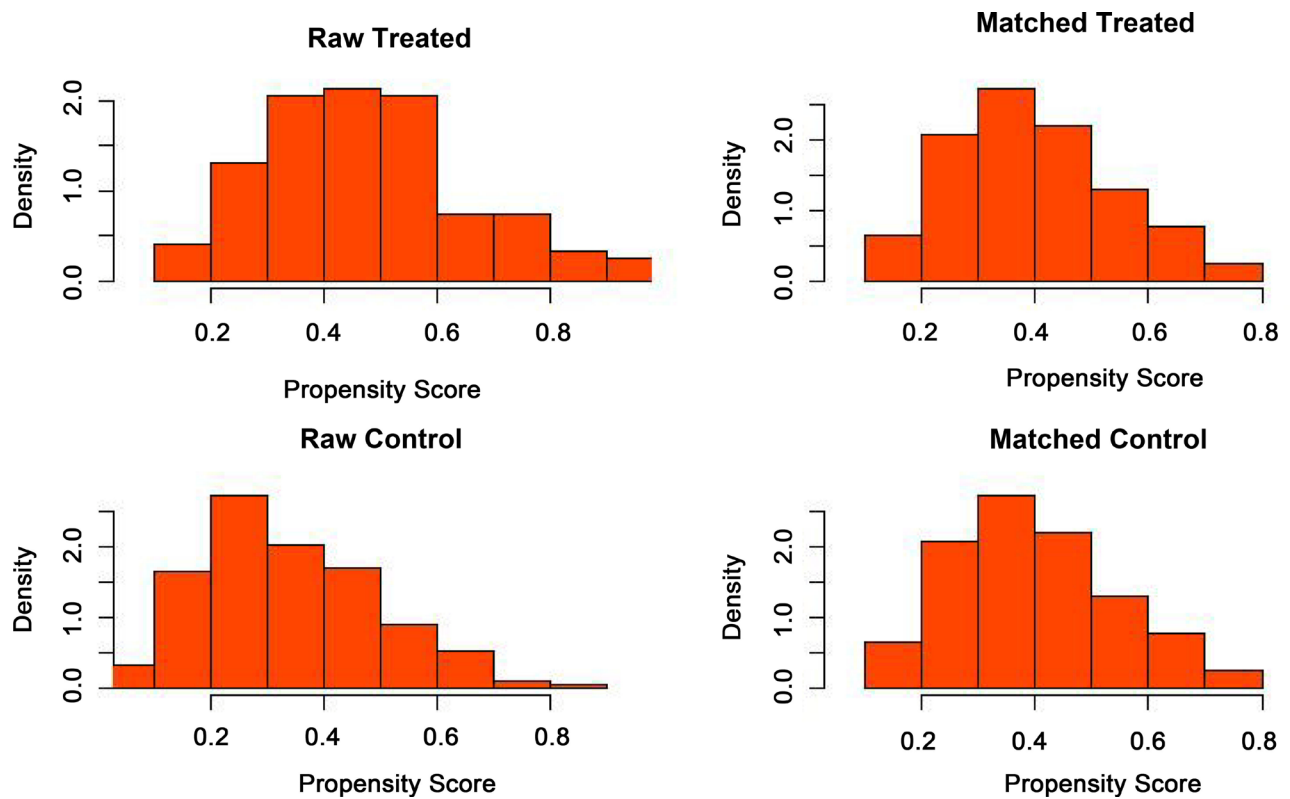 Raw Treated
Density
0.0 1.0 2.0
0.2 0.4 0.6 0.8
Propensity Score
Matched Treated
Density
0.0 1.0 2.0
0.2 0.4 0.6 0.8
Propensity Score
Raw Control
Density
0.0 1.0 2.0
0.2 0.4 0.6 0.8
Propensity Score
Matched Control
Density
0.0 1.0 2.0
0.2 0.4 0.6 0.8
Propensity Score